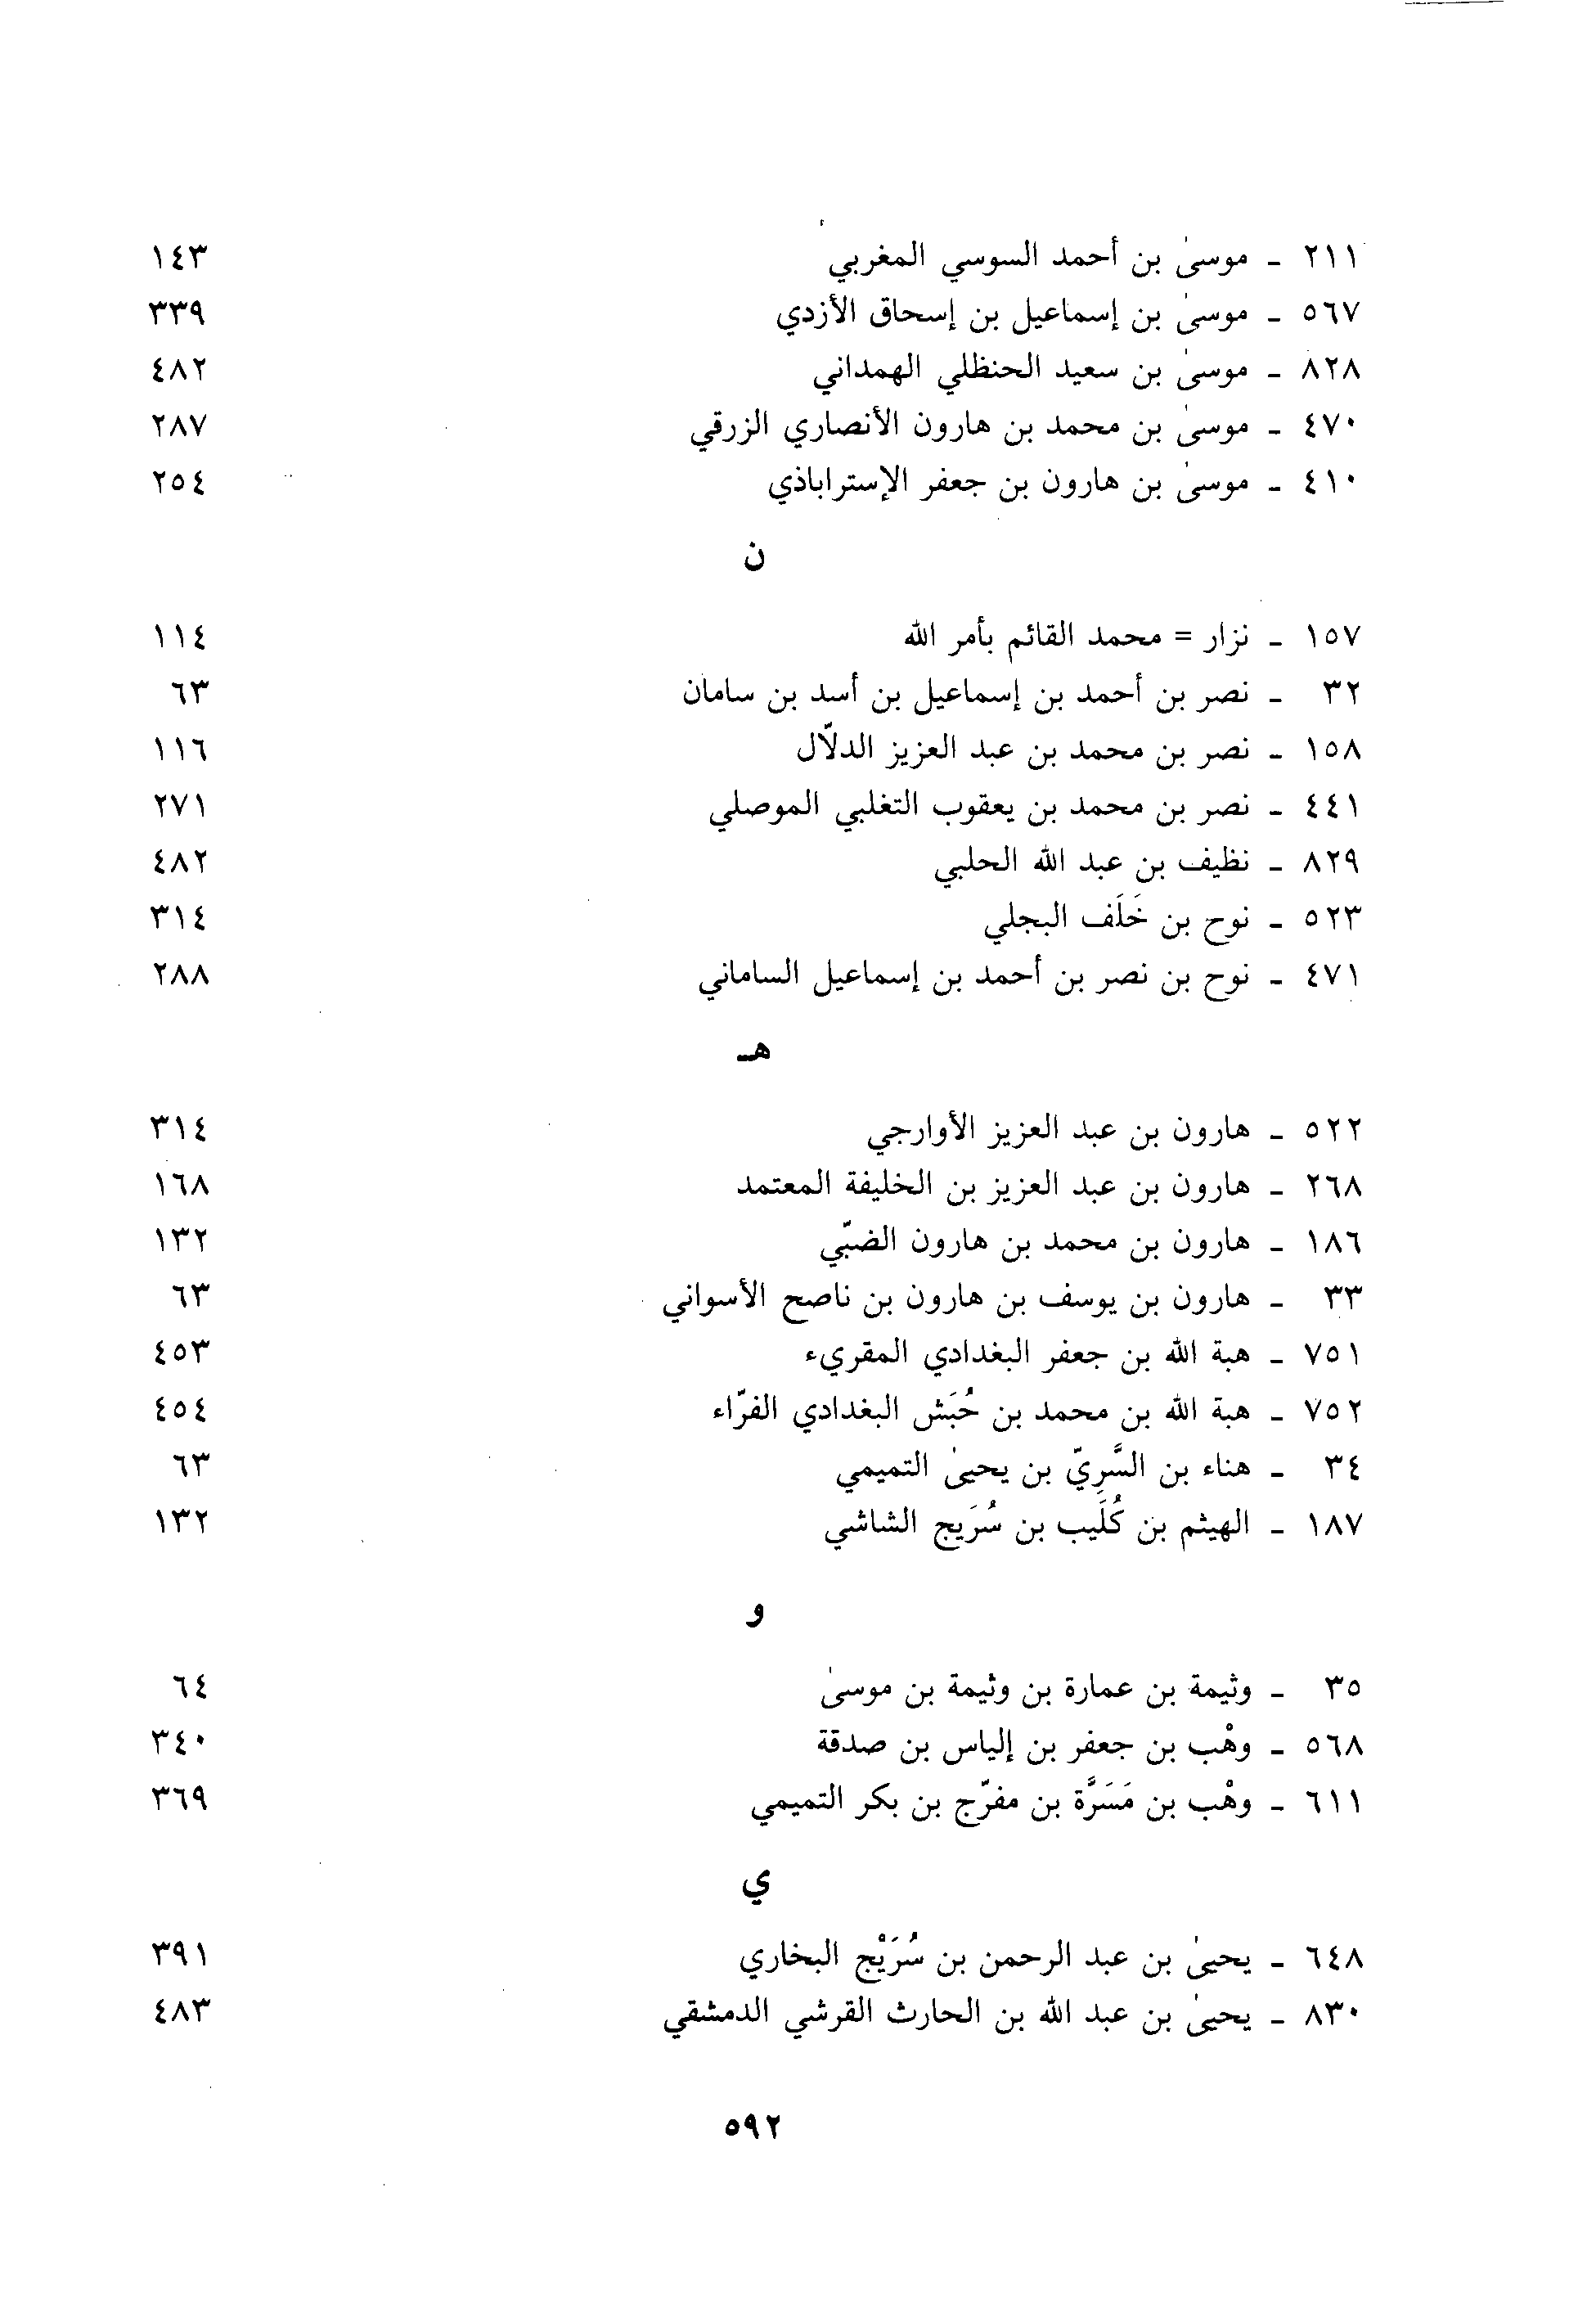 ٢١١ - موسىٰ بن أحمد السوسي المغربي ١٤٣
٥٦٧ - موسىٰ بن إسماعيل بن إسحاق الأزدي ٣٣٩
٨٢٨ - موسىٰ بن سعيد الحنظلي الهمداني ٤٨٢
٤٧٠ - موسىٰ بن محمد بن هارون الأنصاري الزرقي ٢٨٧
٤١٠ - موسىٰ بن هارون بن جعفر الإستراباذي ٢٥٤
ن
١٥٧ - نزار = محمد القائم بأمر الله ١١٤
٣٢ - نصر بن أحمد بن إسماعيل بن أسد بن سامان ٦٣
١٥٨ - نصر بن محمد بن عبد العزيز الدلّال ١١٦
٤٤١ - نصر بن محمد بن يعقوب التغلبي الموصلي ٢٧١
٨٢٩ - نظيف بن عبد الله الحلبي ٤٨٢
٥٢٣ - نوح بن خَلَف البجلي ٣١٤
٤٧١ - نوح بن نصر بن أحمد بن إسماعيل الساماني ٢٨٨
هـ
٥٢٢ - هارون بن عبد العزيز الأوارجي ٣١٤
٢٦٨ - هارون بن عبد العزيز بن الخليفة المعتمد ١٦٨
١٨٦ - هارون بن محمد بن هارون الضبّي ١٣٢
٣٣ - هارون بن يوسف بن هارون بن ناصح الأسواني ٦٣
٧٥١ - هبة الله بن جعفر البغدادي المقريء ٤٥٣
٧٥٢ - هبة الله بن محمد بن حُبَش البغدادي الفرّاء ٤٥٤
٣٤ - هناء بن السَّرِيّ بن يحيىٰ التميمي ٦٣
١٨٧ - الهيثم بن كُلَيب بن سُرَيج الشاشي ١٣٢
و
٣٥ - وثيمة بن عمارة بن وثيمة بن موسىٰ ٦٤
٥٦٨ - وهْب بن جعفر بن إلياس بن صدقة ٣٤٠
٦١١ - وهْب بن مَسَرَّة بن مفرّج بن بكر التميمي ٣٦٩
ي
٦٤٨ - يحيىٰ بن عبد الرحمن بن سُرَيْج البخاري ٣٩١
٨٣٠ - يحيىٰ بن عبد الله بن الحارث القرشي الدمشقي ٤٨٣
٥٩٢